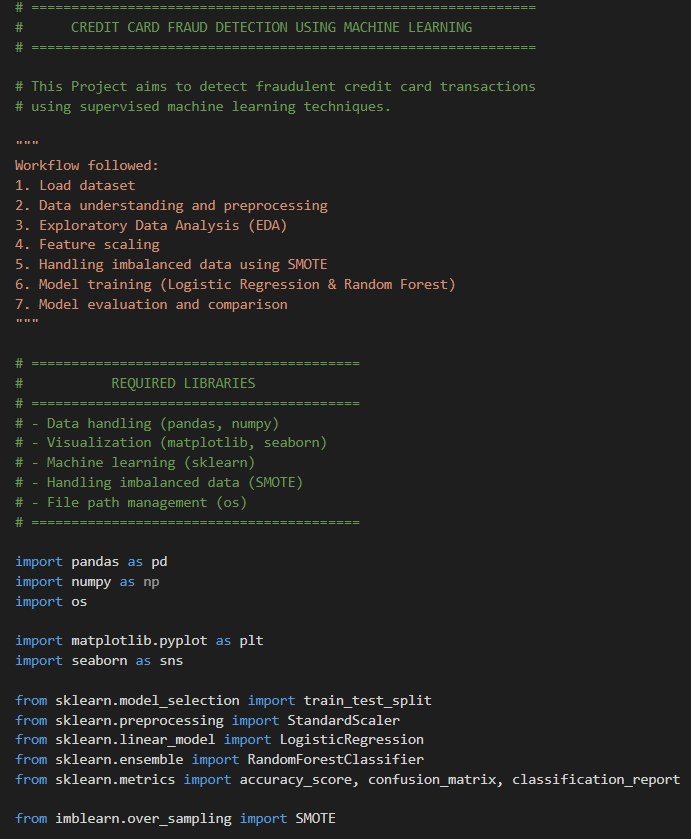 # ===============================================================
#      CREDIT CARD FRAUD DETECTION USING MACHINE LEARNING
# ===============================================================
# This Project aims to detect fraudulent credit card transactions
# using supervised machine learning techniques.
"""
Workflow followed:
1. Load dataset
2. Data understanding and preprocessing
3. Exploratory Data Analysis (EDA)
4. Feature scaling
5. Handling imbalanced data using SMOTE
6. Model training (Logistic Regression & Random Forest)
7. Model evaluation and comparison
"""
# =========================================
#           REQUIRED LIBRARIES
# =========================================
# - Data handling (pandas, numpy)
# - Visualization (matplotlib, seaborn)
# - Machine learning (sklearn)
# - Handling imbalanced data (SMOTE)
# - File path management (os)
# =========================================
import pandas as pd
import numpy as np
import os
import matplotlib.pyplot as plt
import seaborn as sns
from sklearn.model_selection import train_test_split
from sklearn.preprocessing import StandardScaler
from sklearn.linear_model import LogisticRegression
from sklearn.ensemble import RandomForestClassifier
from sklearn.metrics import accuracy_score, confusion_matrix, classification_report
from imblearn.over_sampling import SMOTE